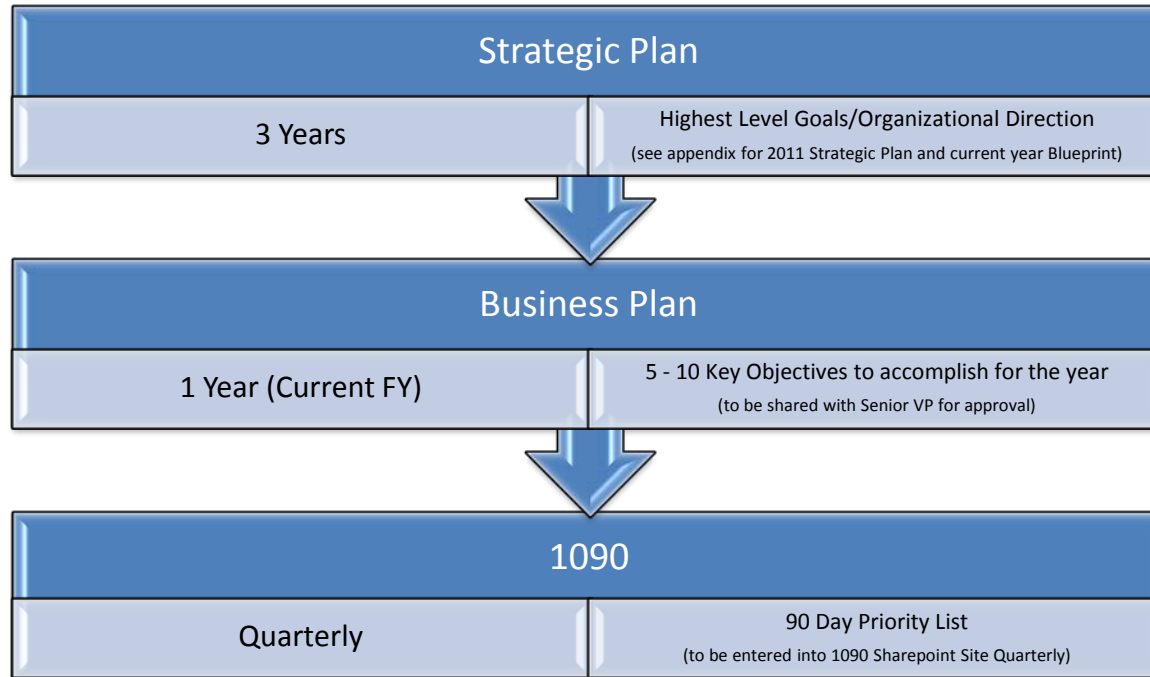 Strategic Plan
3 Years
Highest Level Goals/Organizational Direction
(see appendix for 2011 Strategic Plan and current year Blueprint)
Business Plan
1 Year (Current FY)
5 - 10 Key Objectives to accomplish for the year
(to be shared with Senior VP for approval)
1090
Quarterly
90 Day Priority List
(to be entered into 1090 Sharepoint Site Quarterly)